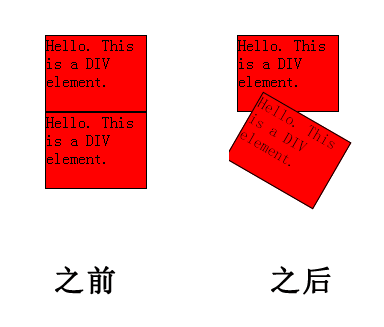 Hello. This
is a DIV
element.
Hello. This
is a DIV
element.
之前
Hello. This
is a DIV
element.
Hello. This
is a DIV
element.
之后